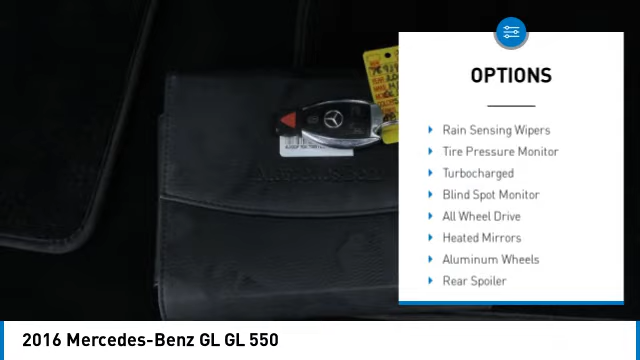 OPTIONS
Rain Sensing Wipers
Tire Pressure Monitor
Turbocharged
Blind Spot Monitor
All Wheel Drive
Heated Mirrors
Aluminum Wheels
Rear Spoiler
2016 Mercedes-Benz GL GL 550